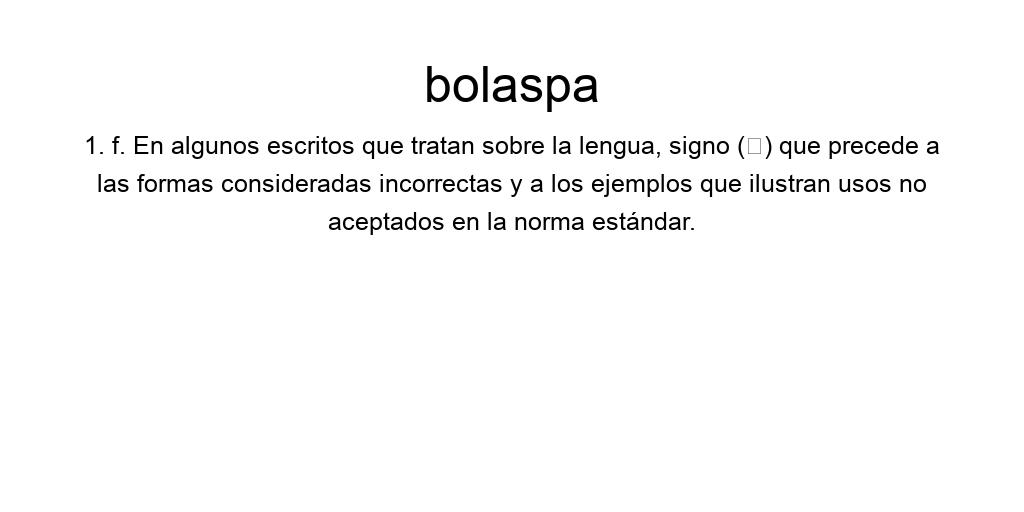 bolaspa
1. f. En algunos escritos que tratan sobre la lengua, signo (□) que precede a
las formas consideradas incorrectas y a los ejemplos que ilustran usos no
aceptados en la norma estándar.